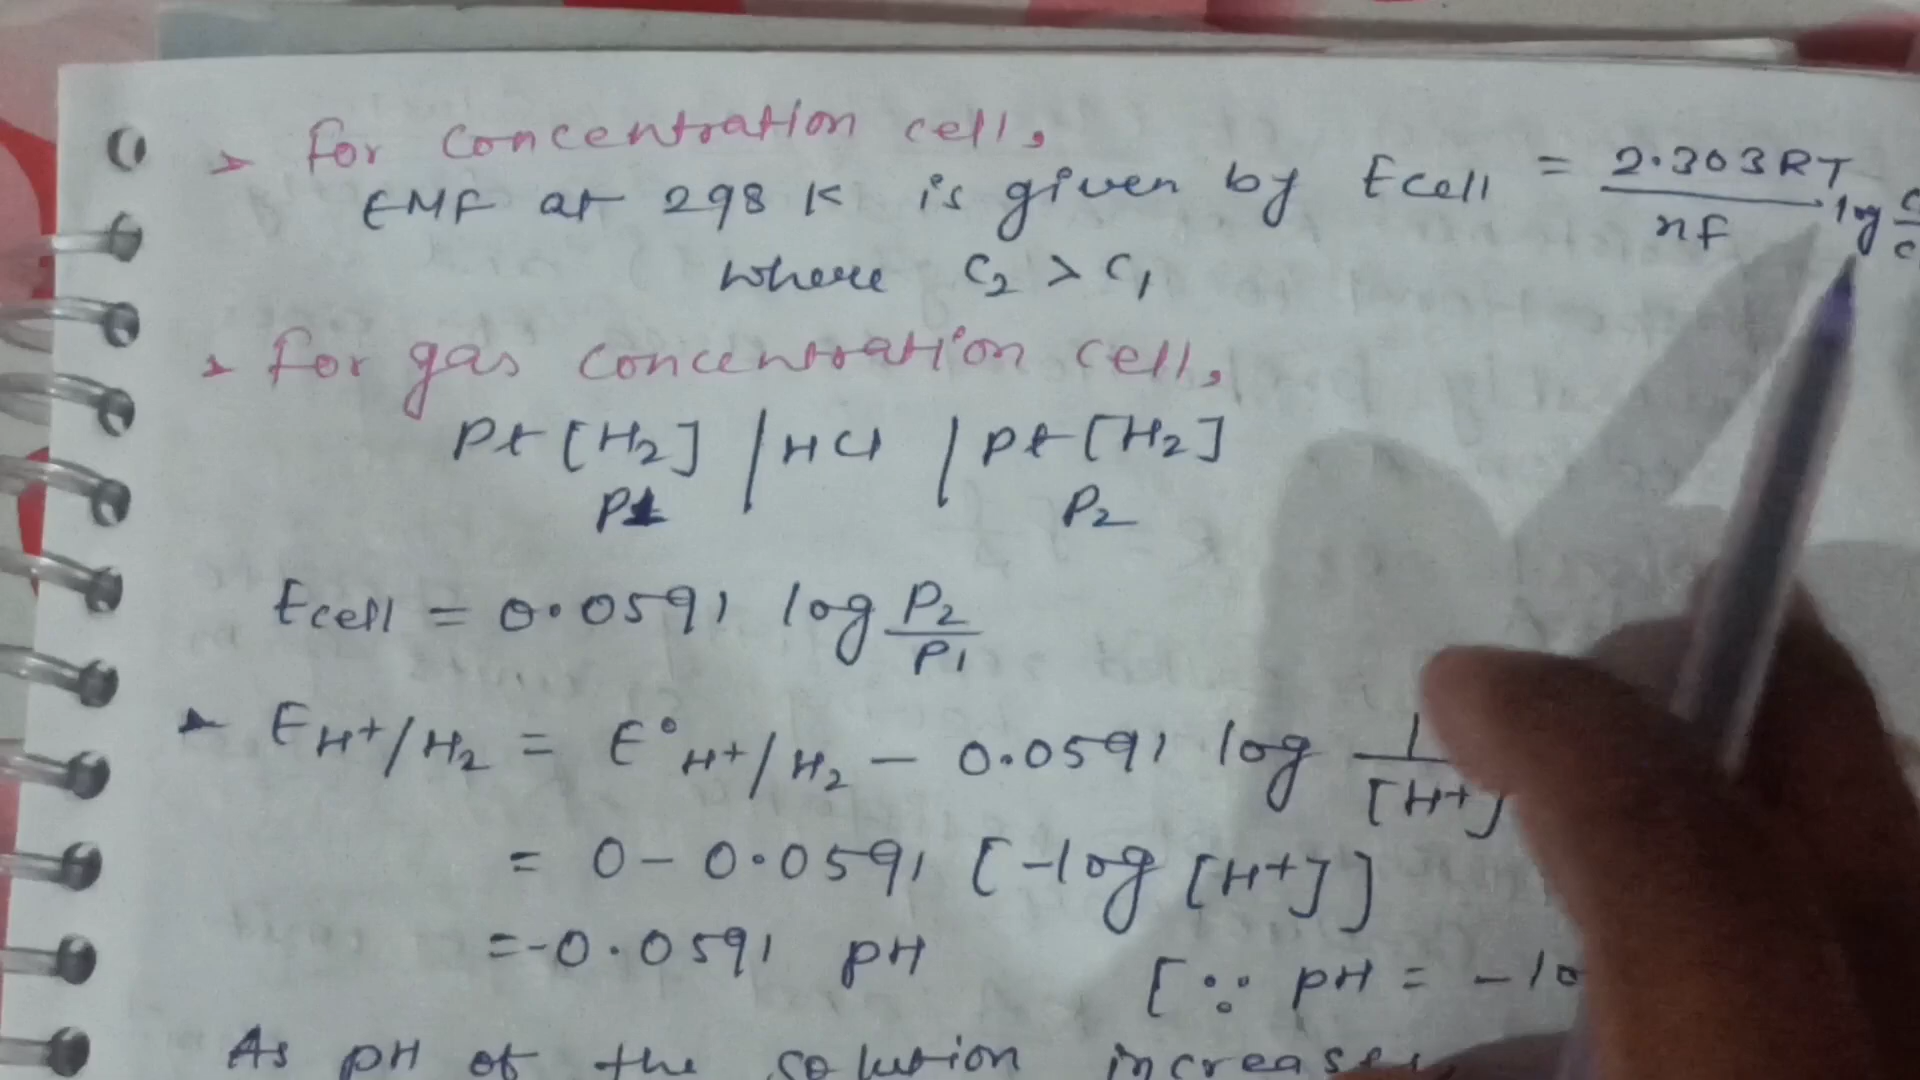 > For concentration cell,
EMF at 298 K is given by Ecell = 2.303RT/nF log
where C₂ > C₁
For gas concentration cell,
Pt [H₂] | HCl | Pt [H₂]
P1 P₂
Ecell = 0.0591 log P₂/P₁
E H⁺/H₂ = E° H⁺/H₂ – 0.0591 log 1/[H⁺]
= 0 – 0.0591 [-log [H⁺]]
= -0.0591 pH [∵ pH = -lo
As pH of the solution increases,